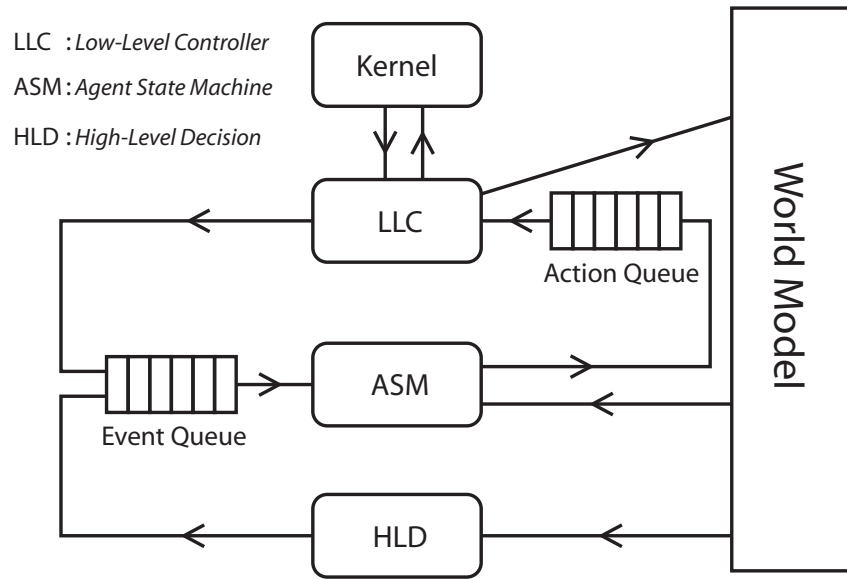 LLC : Low-Level Controller
ASM : Agent State Machine
HLD : High-Level Decision
Kernel
LLC
Action Queue
World Model
ASM
Event Queue
HLD